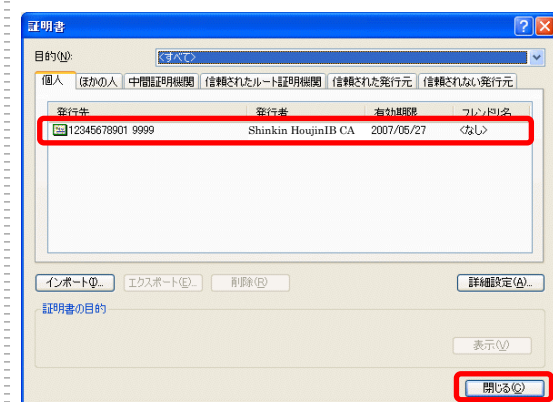 証明書
目的(N): <すべて>
個人 ほかの人 中間証明機関 信頼されたルート証明機関 信頼された発行元 信頼されない発行元
発行先 発行者 有効期限 フレンドリ名
12345678901 9999 Shinkin HoujinIB CA 2007/05/27 <なし>
インポート(I)... エクスポート(E)... 削除(R) 詳細設定(A)...
証明書の目的
表示(V)
閉じる(C)